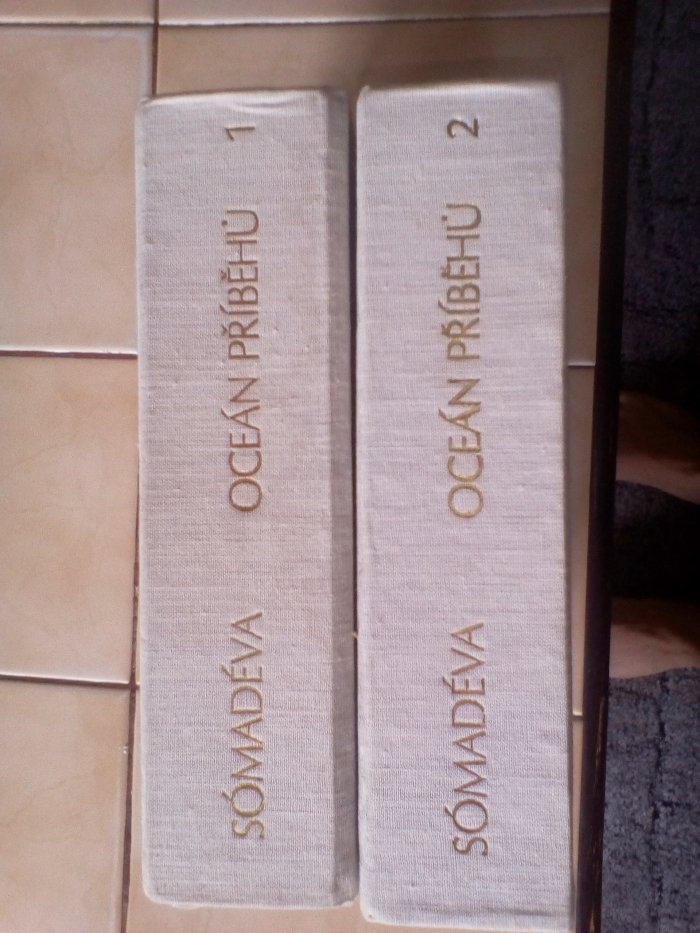 SÓMADÉVA OCEÁN PŘÍBĚHŮ 1
SÓMADÉVA OCEÁN PŘÍBĚHŮ 2